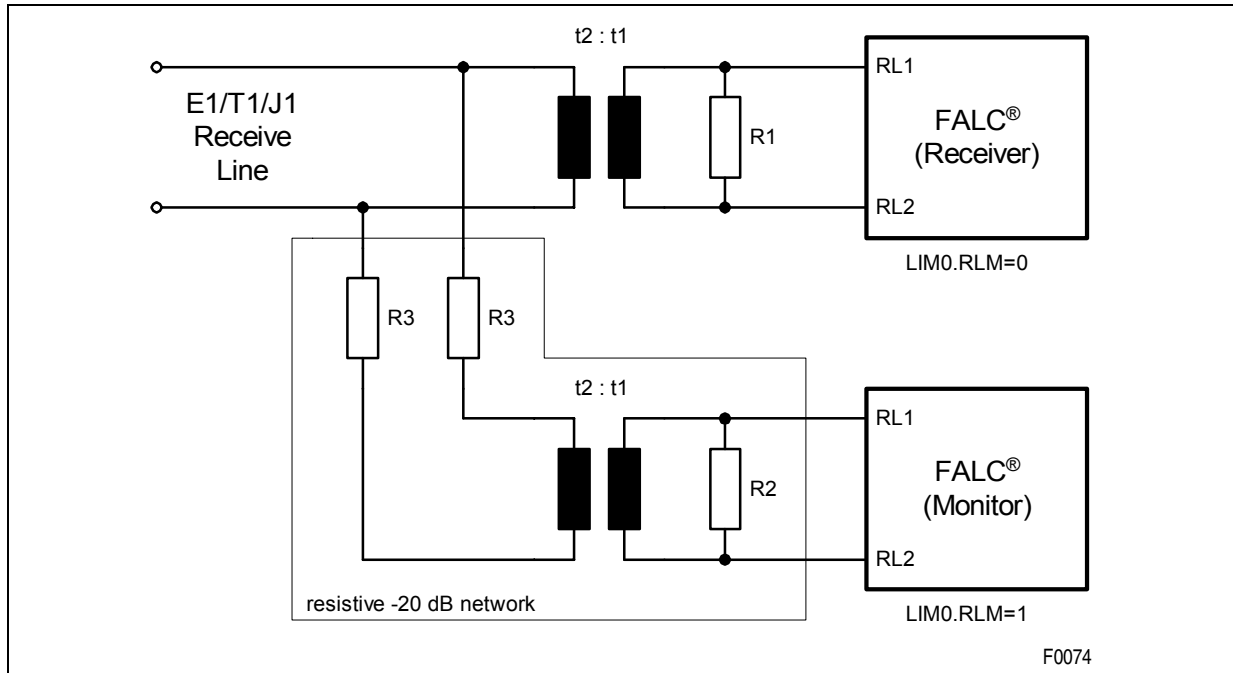 t2 : t1
E1/T1/J1
Receive
Line
R1
RL1
FALC®
(Receiver)
RL2
LIM0.RLM=0
R3
R3
t2 : t1
R2
RL1
FALC®
(Monitor)
RL2
resistive -20 dB network
LIM0.RLM=1
F0074